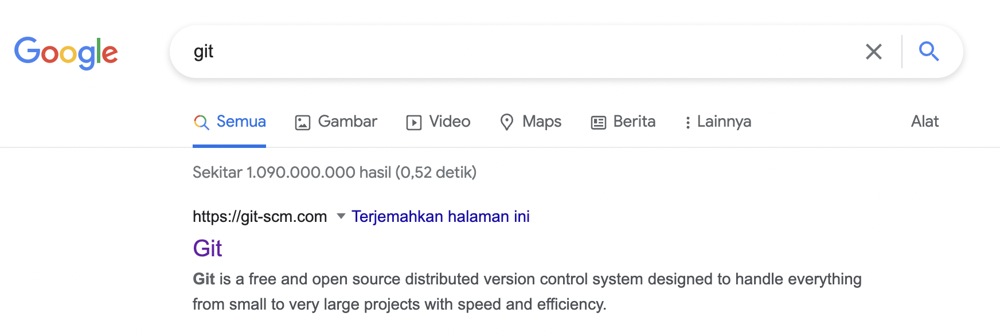 Google
git
Semua Gambar Video Maps Berita Lainnya Alat
Sekitar 1.090.000.000 hasil (0,52 detik)
https://git-scm.com Terjemahkan halaman ini
Git
Git is a free and open source distributed version control system designed to handle everything
from small to very large projects with speed and efficiency.